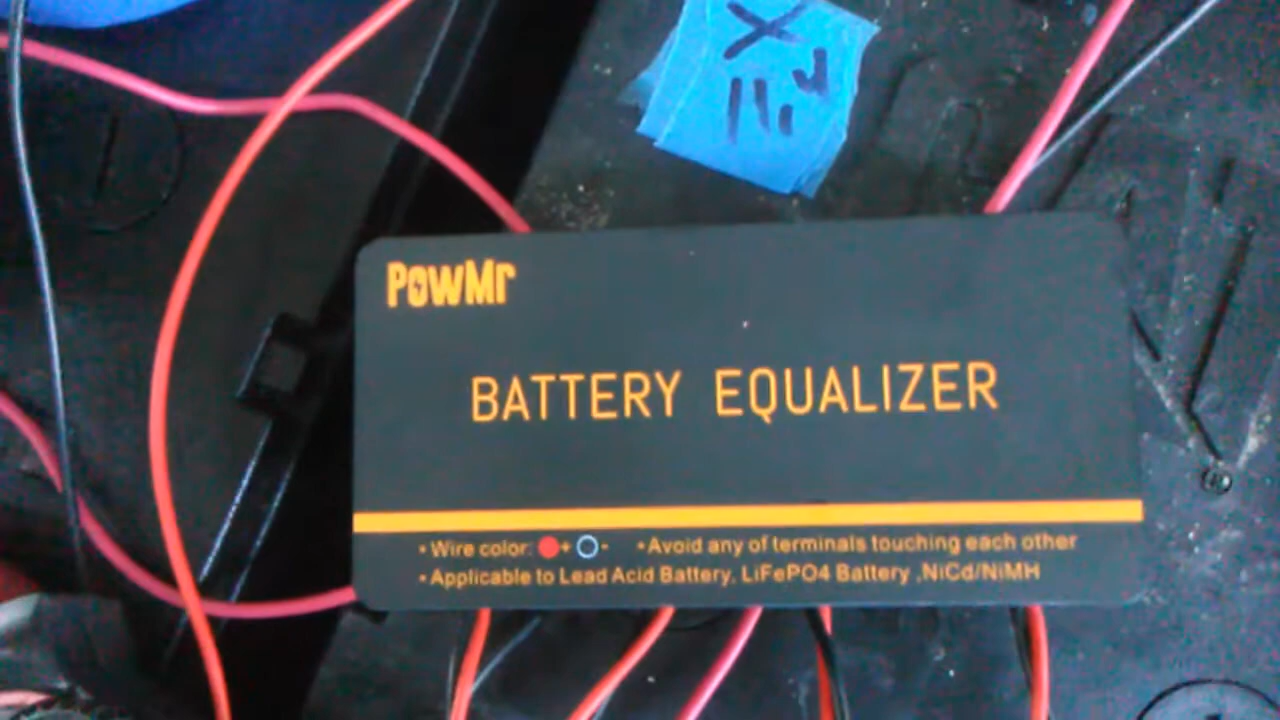 PowMr
BATTERY EQUALIZER
• Wire color: + - •Avoid any of terminals touching each other
• Applicable to Lead Acid Battery, LiFePO4 Battery ,NiCd/NiMH